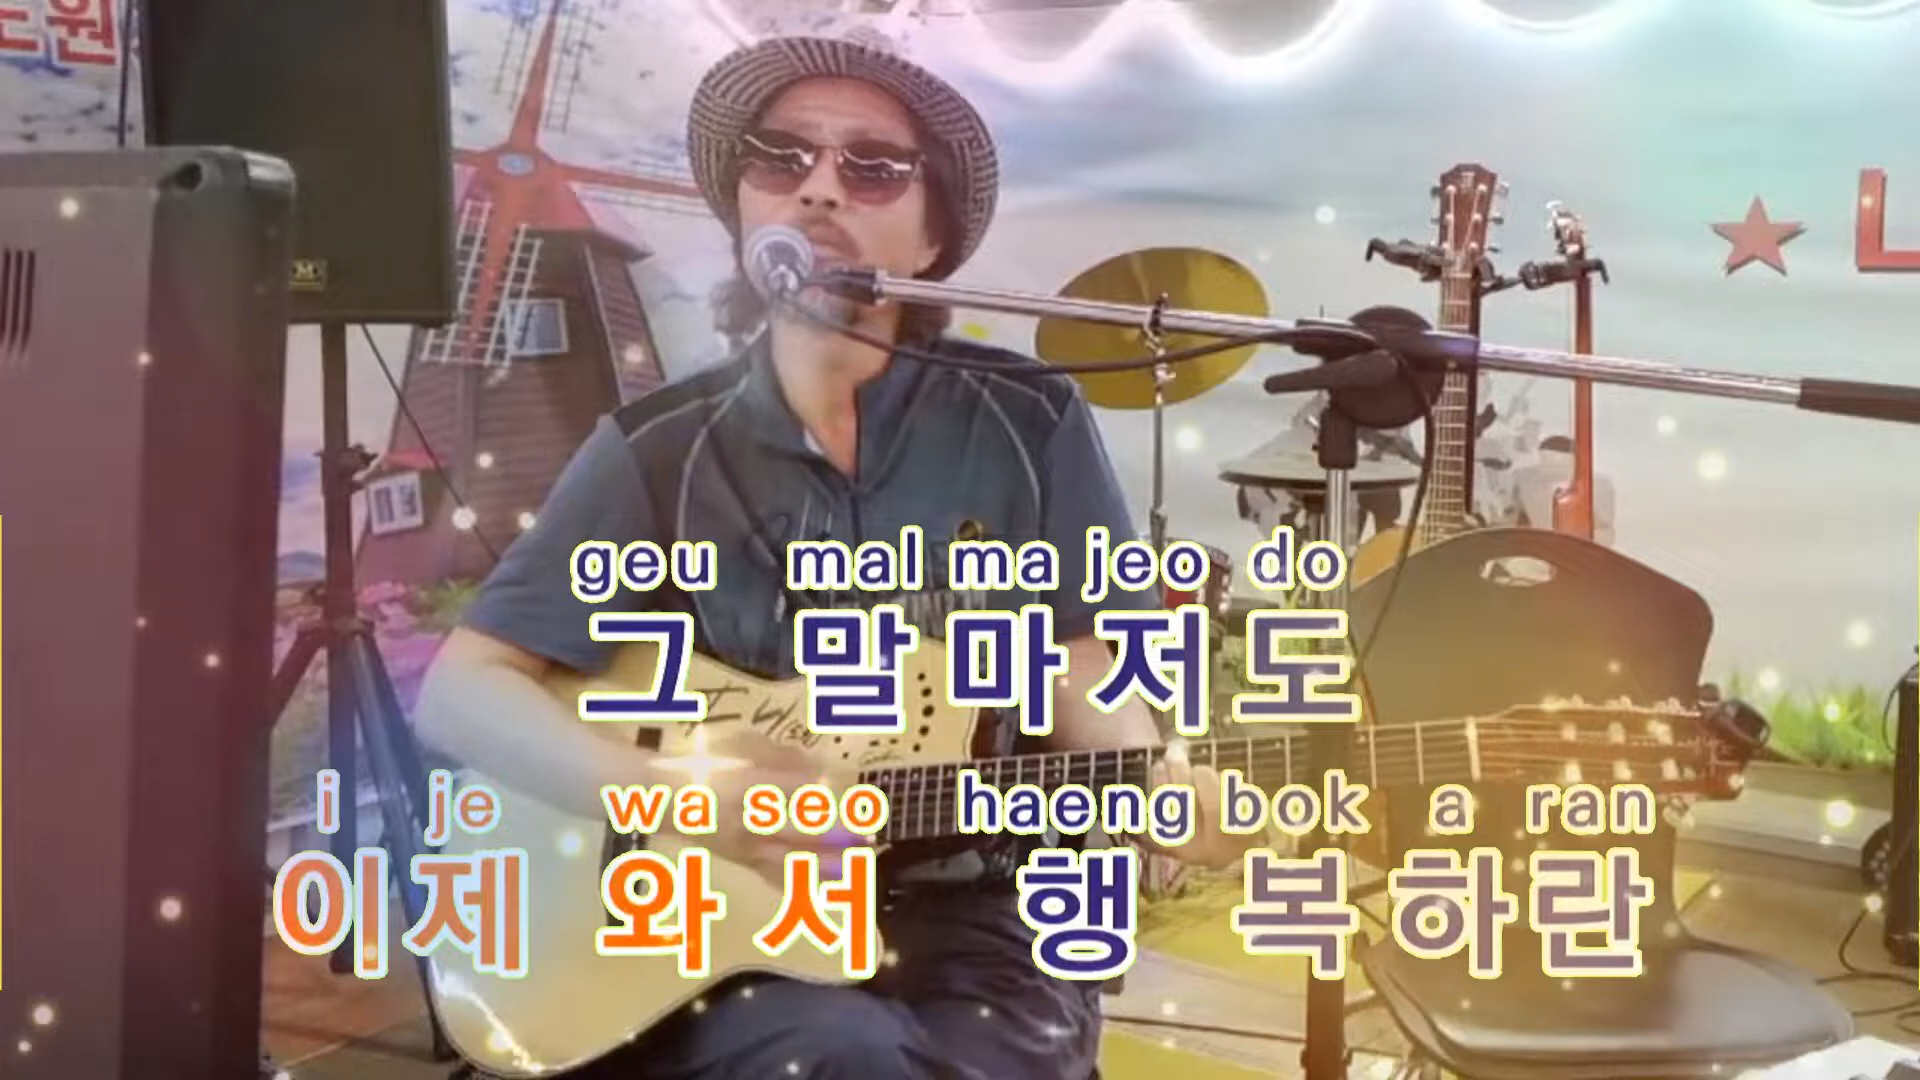 원
geu mal ma jeo do
그 말마저도
i je wa seo haeng bok a ran
이제 와서 행복하란